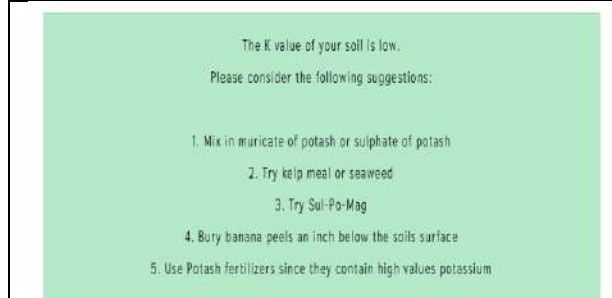 The K value of your soil is low.
Please consider the following suggestions:
1. Mix in muricate of potash or sulphate of potash
2. Try kelp meal or seaweed
3. Try Sul-Po-Mag
4. Bury banana peels an inch below the soils surface
5. Use Potash fertilizers since they contain high values potassium